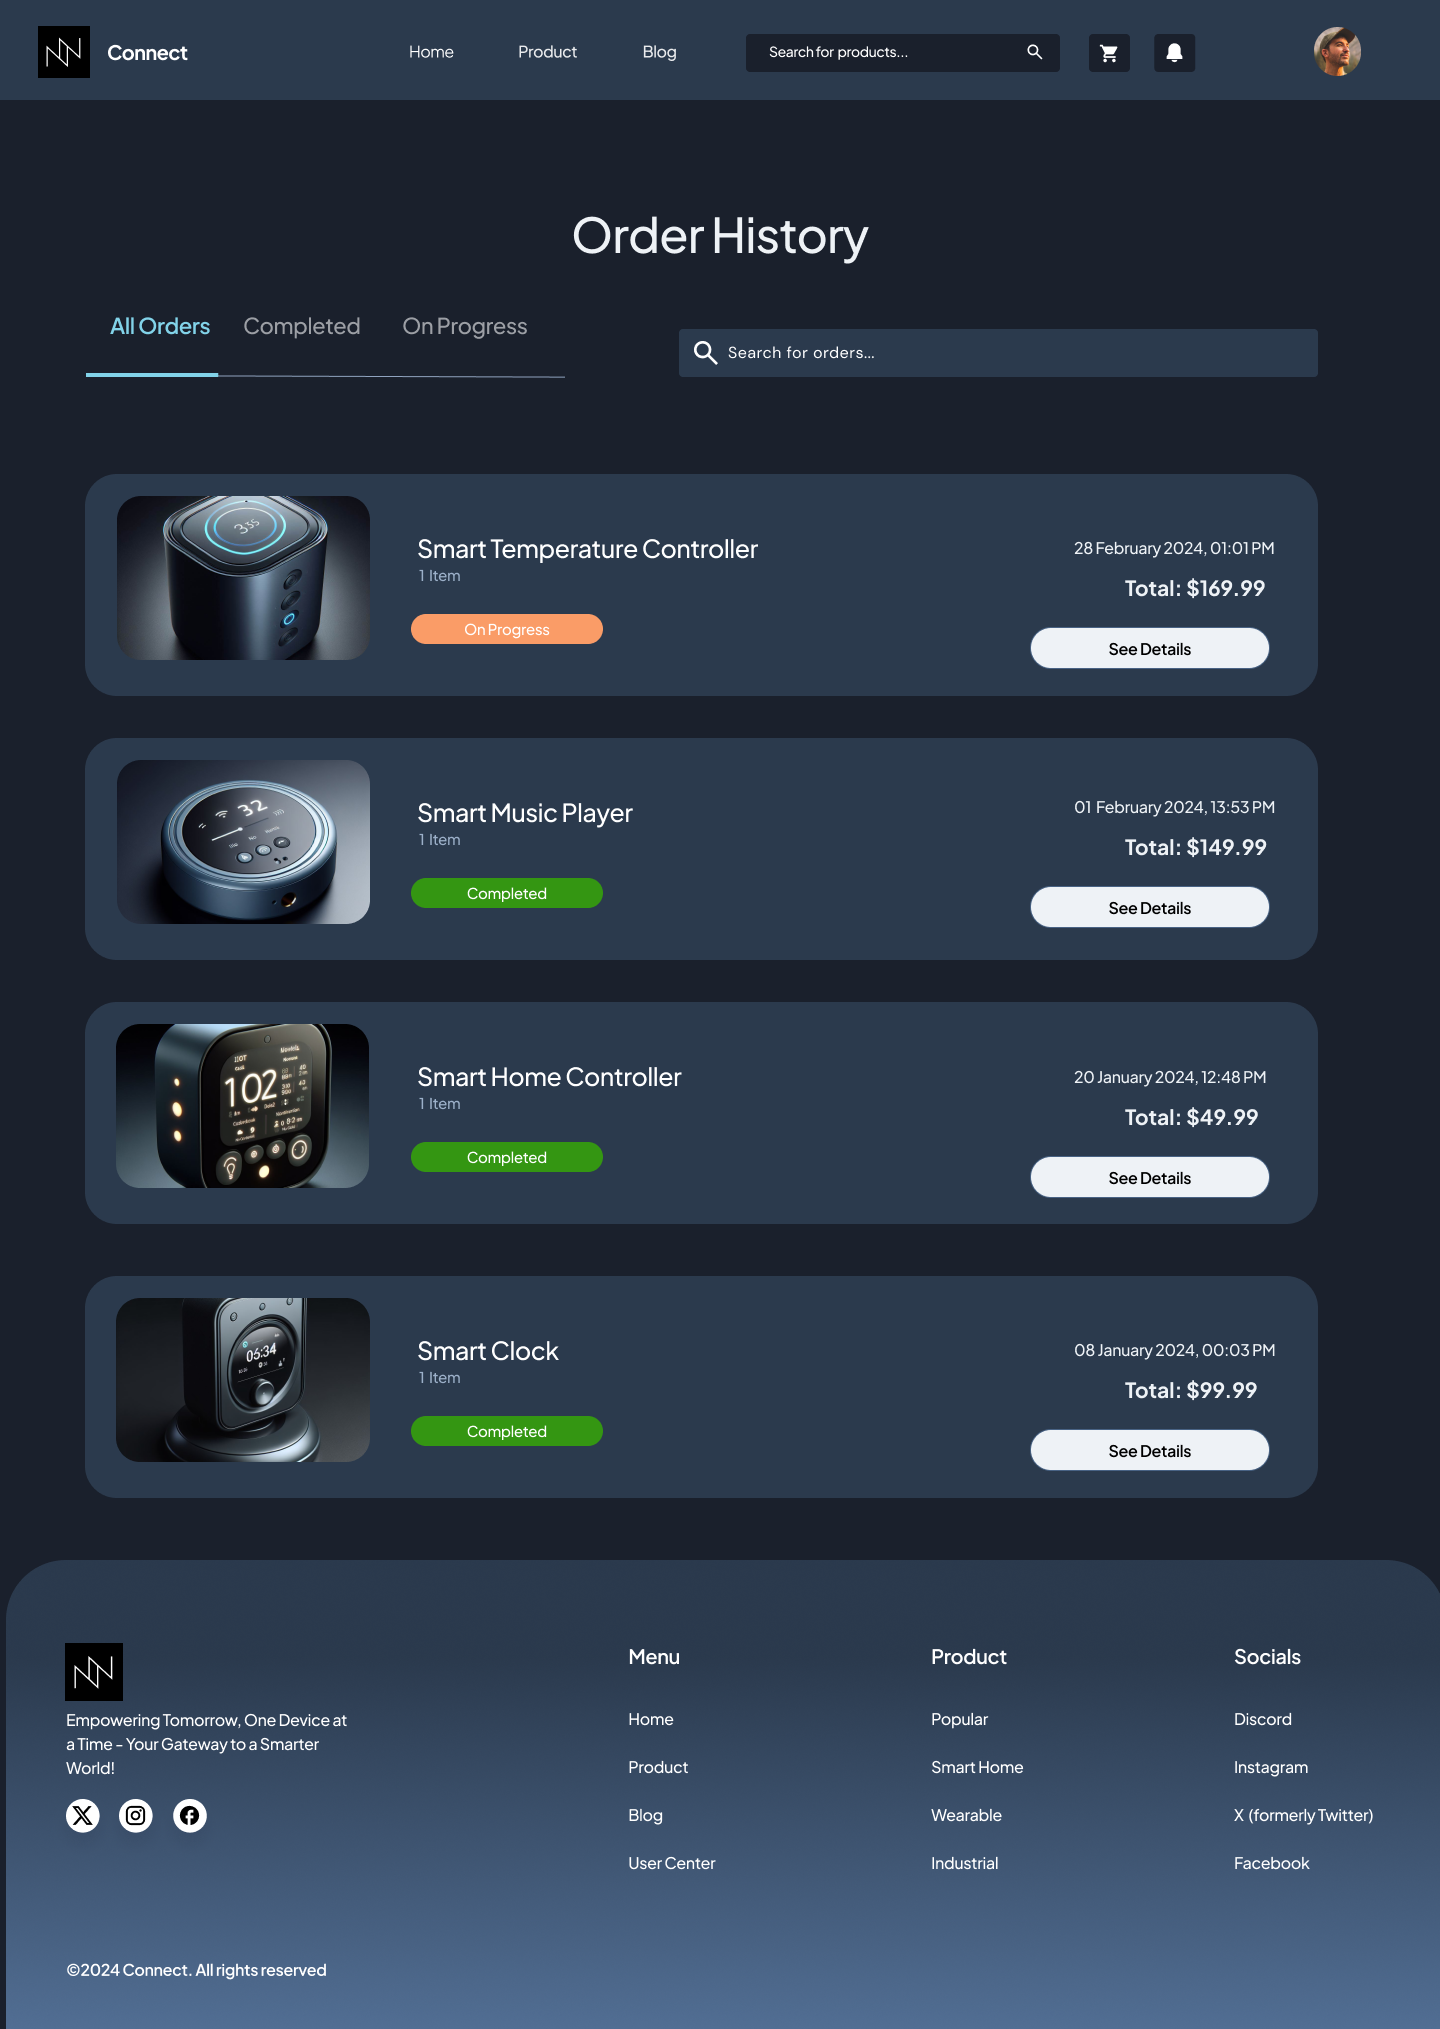 Connect
Home
Product
Blog
Search for products...
Order History
All Orders
Completed
On Progress
Search for orders...
Smart Temperature Controller
1 Item
On Progress
28 February 2024, 01:01 PM
Total: $169.99
See Details
32
Smart Music Player
1 Item
Completed
01 February 2024, 13:53 PM
Total: $149.99
See Details
102
Smart Home Controller
1 Item
Completed
20 January 2024, 12:48 PM
Total: $49.99
See Details
06:34
Smart Clock
1 Item
Completed
08 January 2024, 00:03 PM
Total: $99.99
See Details
Empowering Tomorrow, One Device at
a Time - Your Gateway to a Smarter
World!
Menu
Home
Product
Blog
User Center
Product
Popular
Smart Home
Wearable
Industrial
Socials
Discord
Instagram
X (formerly Twitter)
Facebook
©2024 Connect. All rights reserved